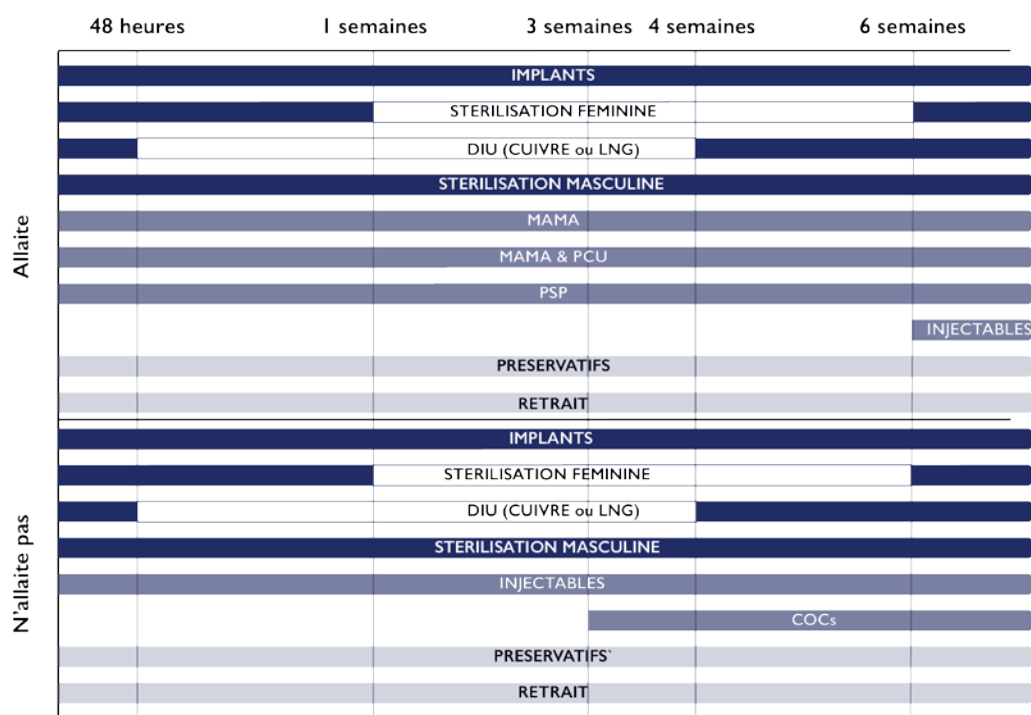 48 heures 1 semaines 3 semaines 4 semaines 6 semaines
Allaite
IMPLANTS
STERILISATION FEMININE
DIU (CUIVRE ou LNG)
STERILISATION MASCULINE
MAMA
MAMA & PCU
PSP
INJECTABLES
PRESERVATIFS
RETRAIT
N'allaite pas
IMPLANTS
STERILISATION FEMININE
DIU (CUIVRE ou LNG)
STERILISATION MASCULINE
INJECTABLES
COCs
PRESERVATIFS`
RETRAIT